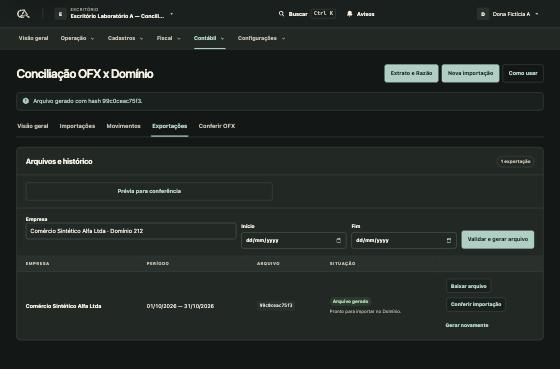 ESCRITÓRIO
E Escritório Laboratório A — Concili...
Buscar Ctrl K
Avisos
D Dona Fictícia A
Visão geral Operação Cadastros Fiscal Contábil Configurações
Conciliação OFX x Domínio
Extrato e Razão Nova importação Como usar
Arquivo gerado com hash 99c0ceac75f3.
Visão geral Importações Movimentos Exportações Conferir OFX
Arquivos e histórico
1 exportação
Prévia para conferência
Empresa Início Fim
Comércio Sintético Alfa Ltda · Domínio 212 dd/mm/yyyy dd/mm/yyyy Validar e gerar arquivo
EMPRESA PERÍODO ARQUIVO SITUAÇÃO
Baixar arquivo
Comércio Sintético Alfa Ltda 01/10/2026 — 31/10/2026 99c0ceac75f3 Arquivo gerado
Pronto para importar no Domínio.
Conferir importação
Gerar novamente